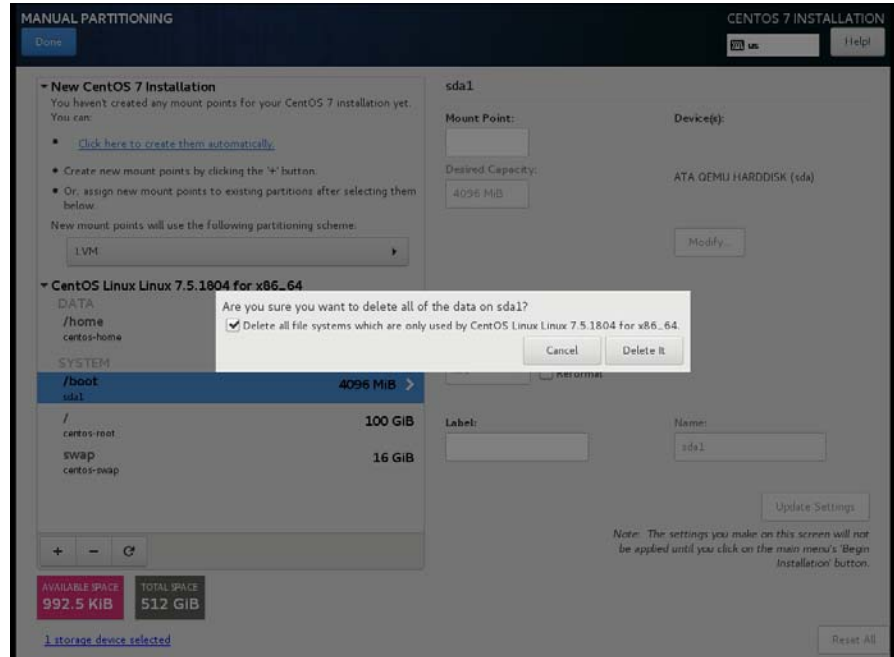 MANUAL PARTITIONING
CENTOS 7 INSTALLATION
Done
us
Help!
New CentOS 7 Installation
You haven't created any mount points for your CentOS 7 installation yet.
You can:
Click here to create them automatically.
Create new mount points by clicking the '+' button.
Or, assign new mount points to existing partitions after selecting them
below.
New mount points will use the following partitioning scheme:
LVM
CentOS Linux Linux 7.5.1804 for x86_64
DATA
/home
centos-home
SYSTEM
/boot
4096 MiB
sda1
/
100 GiB
centos-root
swap
16 GiB
centos-swap
+ −
AVAILABLE SPACE
992.5 KiB
TOTAL SPACE
512 GiB
1 storage device selected
sda1
Mount Point:
Device(s):
Desired Capacity:
4096 MiB
ATA QEMU HARDDISK (sda)
Modify...
Are you sure you want to delete all of the data on sda1?
Delete all file systems which are only used by CentOS Linux Linux 7.5.1804 for x86_64.
Cancel
Delete It
Reformat
Label:
Name:
sda1
Update Settings
Note: The settings you make on this screen will not
be applied until you click on the main menu's 'Begin
Installation' button.
Reset All